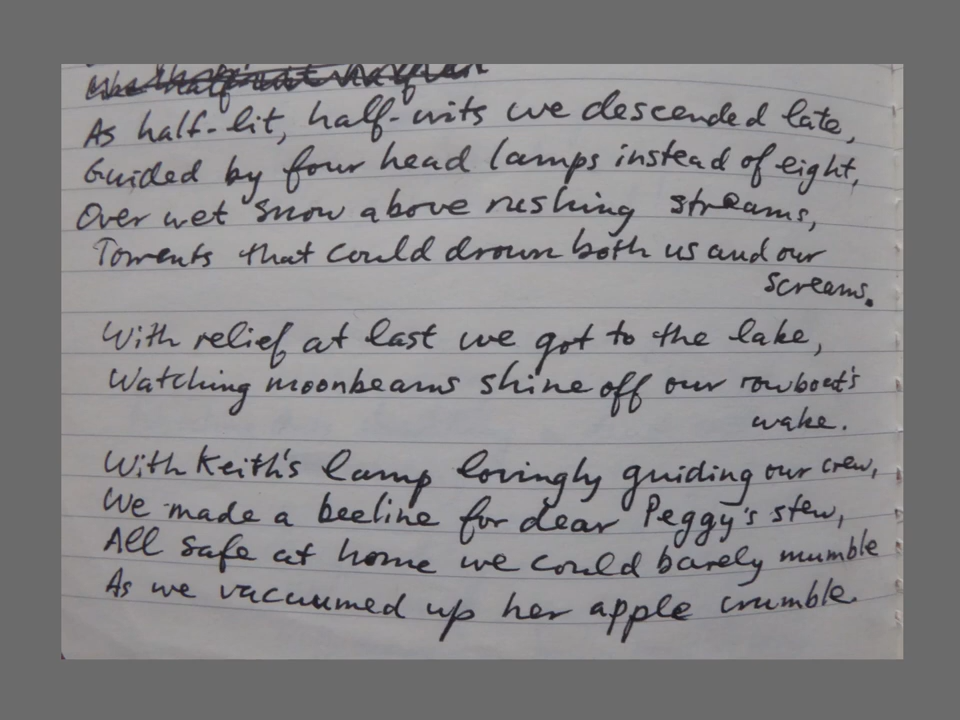 As half-lit, half-wits we descended late,
Guided by four head lamps instead of eight,
Over wet snow above rushing streams,
Torrents that could drown both us and our
screams.
With relief at last we got to the lake,
Watching moonbeams shine off our rowboat's
wake.
With Keith's lamp lovingly guiding our crew,
We made a beeline for dear Peggy's stew,
All safe at home we could barely mumble
As we vacuumed up her apple crumble.